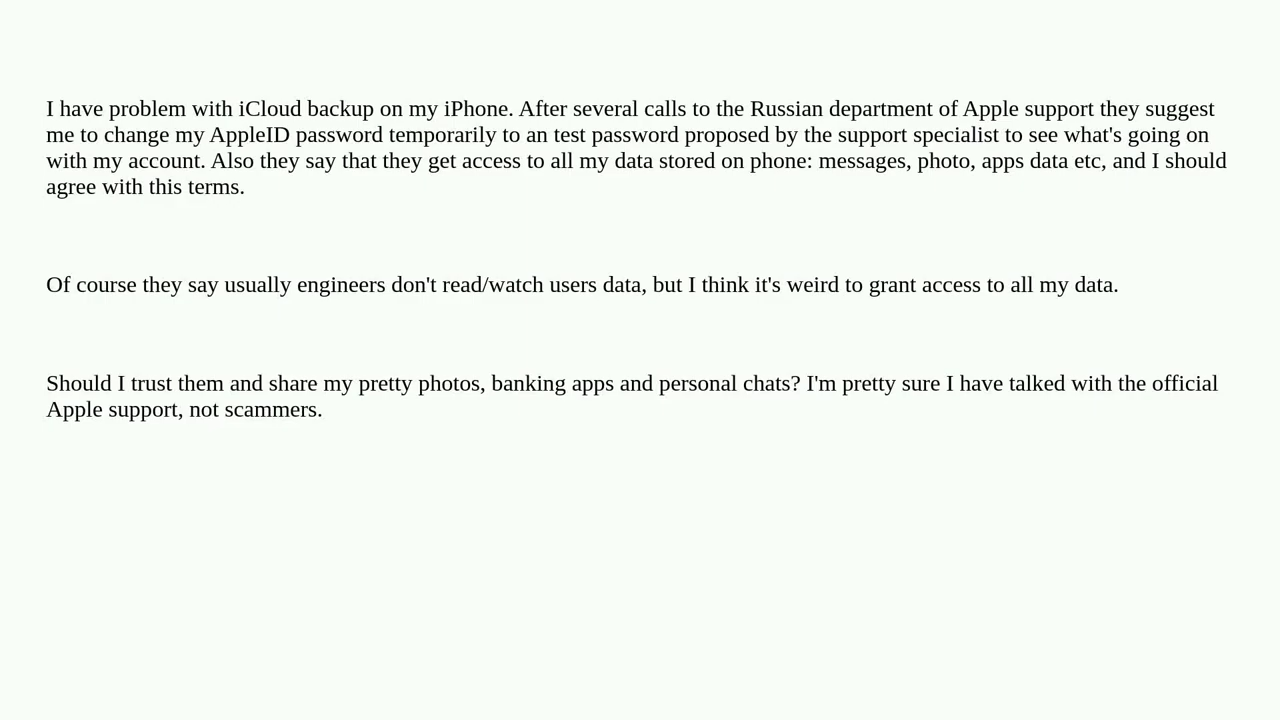 I have problem with iCloud backup on my iPhone. After several calls to the Russian department of Apple support they suggest
me to change my AppleID password temporarily to an test password proposed by the support specialist to see what's going on
with my account. Also they say that they get access to all my data stored on phone: messages, photo, apps data etc, and I should
agree with this terms.
Of course they say usually engineers don't read/watch users data, but I think it's weird to grant access to all my data.
Should I trust them and share my pretty photos, banking apps and personal chats? I'm pretty sure I have talked with the official
Apple support, not scammers.